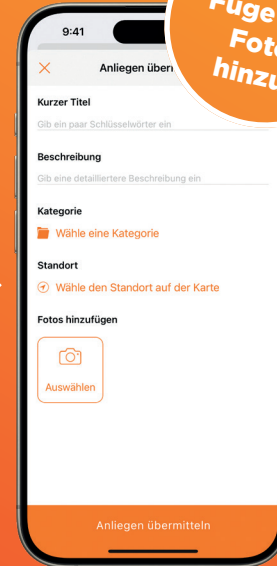 Füge
Foto
hinzu
9:41
Anliegen über
Kurzer Titel
Gib ein paar Schlüsselwörter ein
Beschreibung
Gib eine detailliertere Beschreibung ein
Kategorie
Wähle eine Kategorie
Standort
Wähle den Standort auf der Karte
Fotos hinzufügen
Auswählen
Anliegen übermitteln